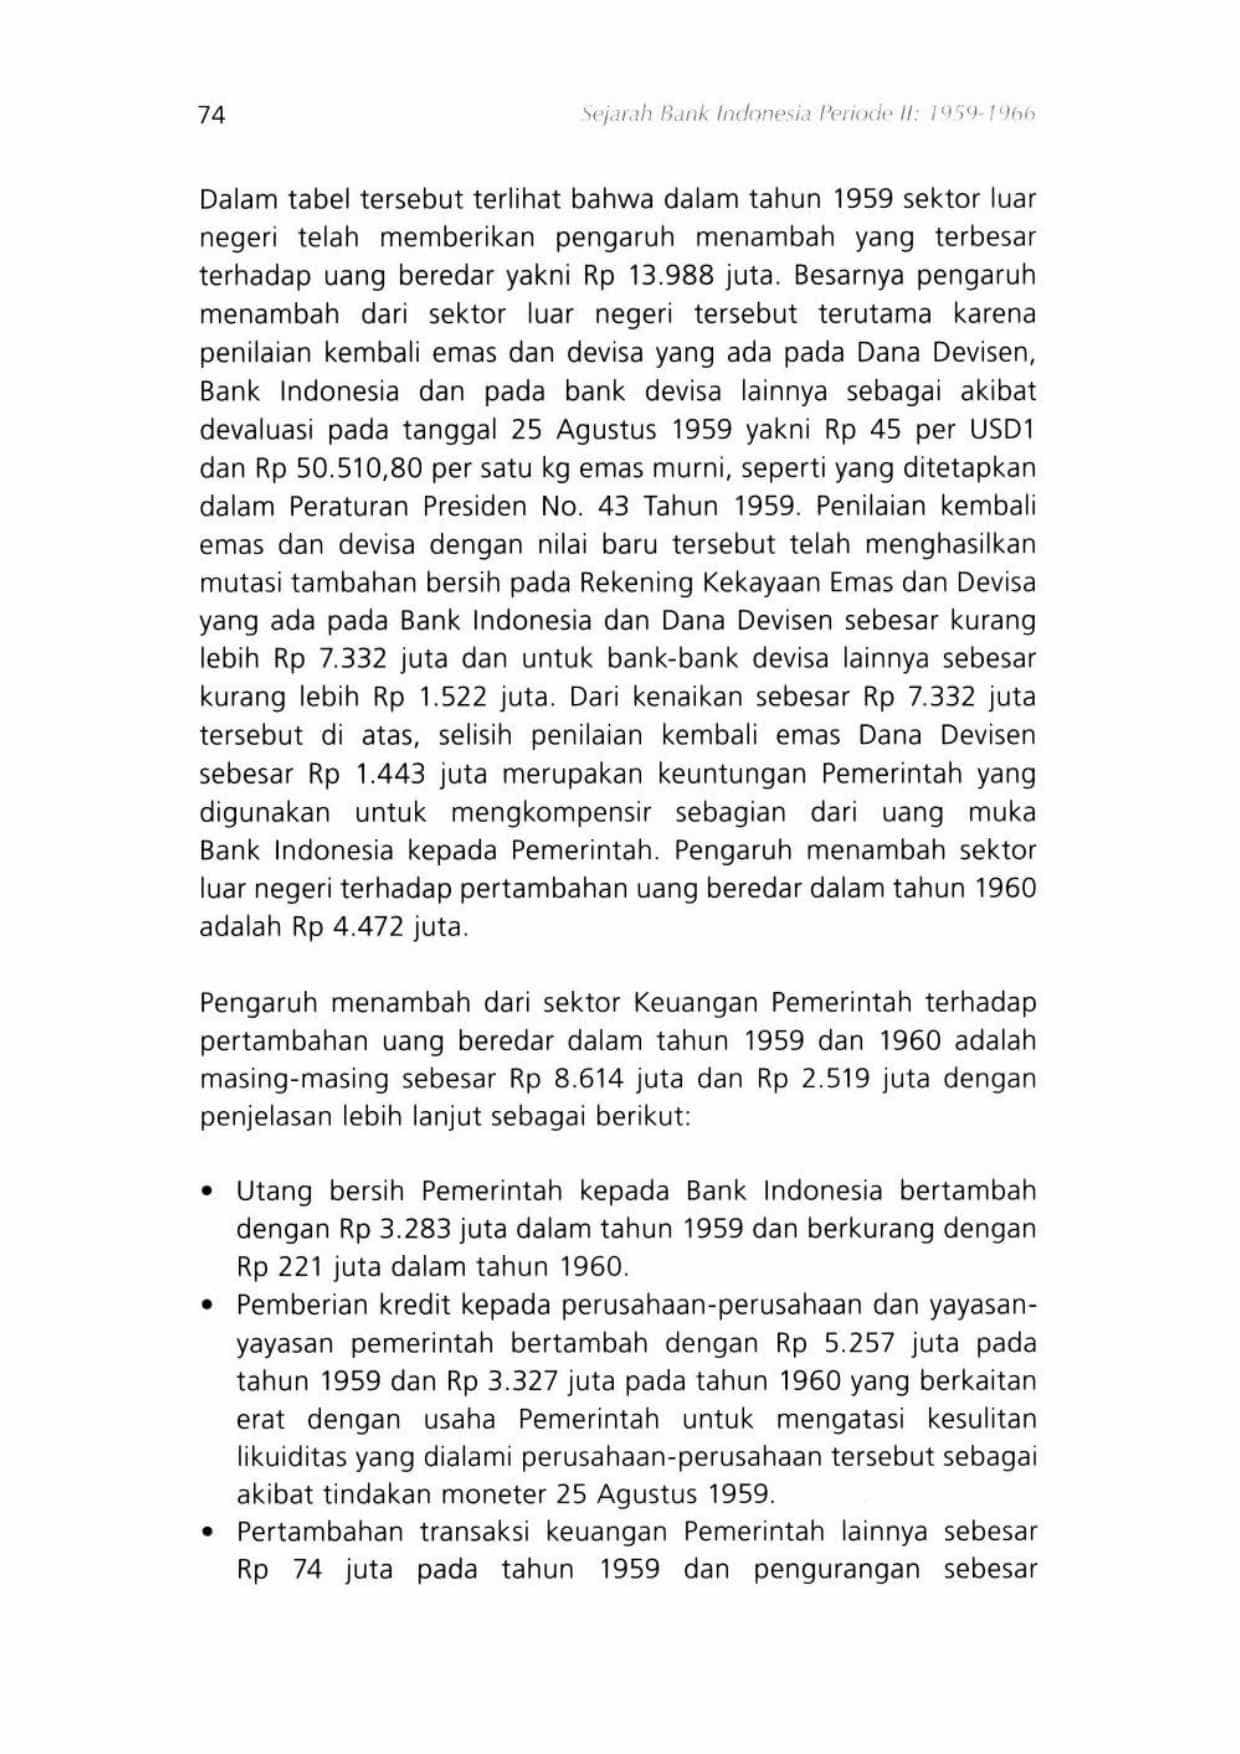 74
Sejarah Bank Indonesia Periode II: 1959-1966
Dalam tabel tersebut terlihat bahwa dalam tahun 1959 sektor luar
negeri telah memberikan pengaruh menambah yang terbesar
terhadap uang beredar yakni Rp 13.988 juta. Besarnya pengaruh
menambah dari sektor luar negeri tersebut terutama karena
penilaian kembali emas dan devisa yang ada pada Dana Devisen,
Bank Indonesia dan pada bank devisa lainnya sebagai akibat
devaluasi pada tanggal 25 Agustus 1959 yakni Rp 45 per USD1
dan Rp 50.510,80 per satu kg emas murni, seperti yang ditetapkan
dalam Peraturan Presiden No. 43 Tahun 1959. Penilaian kembali
emas dan devisa dengan nilai baru tersebut telah menghasilkan
mutasi tambahan bersih pada Rekening Kekayaan Emas dan Devisa
yang ada pada Bank Indonesia dan Dana Devisen sebesar kurang
lebih Rp 7.332 juta dan untuk bank-bank devisa lainnya sebesar
kurang lebih Rp 1.522 juta. Dari kenaikan sebesar Rp 7.332 juta
tersebut di atas, selisih penilaian kembali emas Dana Devisen
sebesar Rp 1.443 juta merupakan keuntungan Pemerintah yang
digunakan untuk mengkompensir sebagian dari uang muka
Bank Indonesia kepada Pemerintah. Pengaruh menambah sektor
luar negeri terhadap pertambahan uang beredar dalam tahun 1960
adalah Rp 4.472 juta.
Pengaruh menambah dari sektor Keuangan Pemerintah terhadap
pertambahan uang beredar dalam tahun 1959 dan 1960 adalah
masing-masing sebesar Rp 8.614 juta dan Rp 2.519 juta dengan
penjelasan lebih lanjut sebagai berikut:
• Utang bersih Pemerintah kepada Bank Indonesia bertambah
dengan Rp 3.283 juta dalam tahun 1959 dan berkurang dengan
Rp 221 juta dalam tahun 1960.
• Pemberian kredit kepada perusahaan-perusahaan dan yayasan-
yayasan pemerintah bertambah dengan Rp 5.257 juta pada
tahun 1959 dan Rp 3.327 juta pada tahun 1960 yang berkaitan
erat dengan usaha Pemerintah untuk mengatasi kesulitan
likuiditas yang dialami perusahaan-perusahaan tersebut sebagai
akibat tindakan moneter 25 Agustus 1959.
• Pertambahan transaksi keuangan Pemerintah lainnya sebesar
Rp 74 juta pada tahun 1959 dan pengurangan sebesar